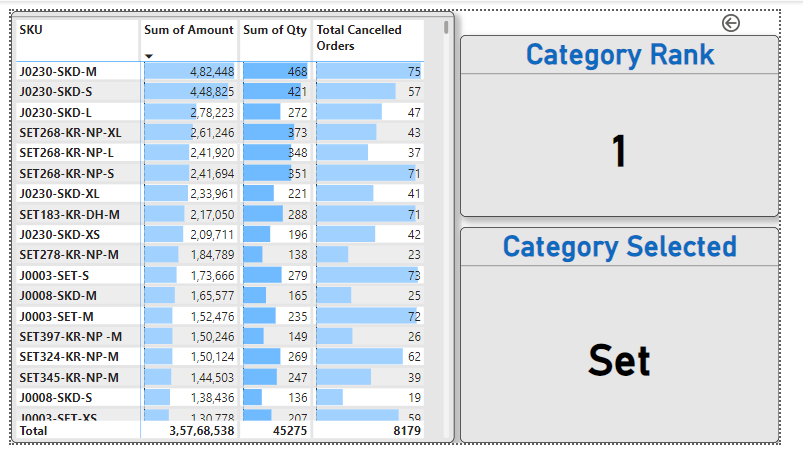 SKU Sum of Amount Sum of Qty Total Cancelled Orders
J0230-SKD-M 4,82,448 468 75
J0230-SKD-S 4,48,825 421 57
J0230-SKD-L 2,78,223 272 47
SET268-KR-NP-XL 2,61,246 373 43
SET268-KR-NP-L 2,41,920 348 37
SET268-KR-NP-S 2,41,694 351 71
J0230-SKD-XL 2,33,961 221 41
SET183-KR-DH-M 2,17,050 288 71
J0230-SKD-XS 2,09,711 196 42
SET278-KR-NP-M 1,84,789 138 23
J0003-SET-S 1,73,666 279 73
J0008-SKD-M 1,65,577 165 25
J0003-SET-M 1,52,476 235 72
SET397-KR-NP -M 1,50,246 149 26
SET324-KR-NP-M 1,50,124 269 62
SET345-KR-NP-M 1,44,503 247 39
J0008-SKD-S 1,38,436 136 19
J0003-SET-XS 1,30,778 207 59
Total 3,57,68,538 45275 8179
Category Rank
1
Category Selected
Set